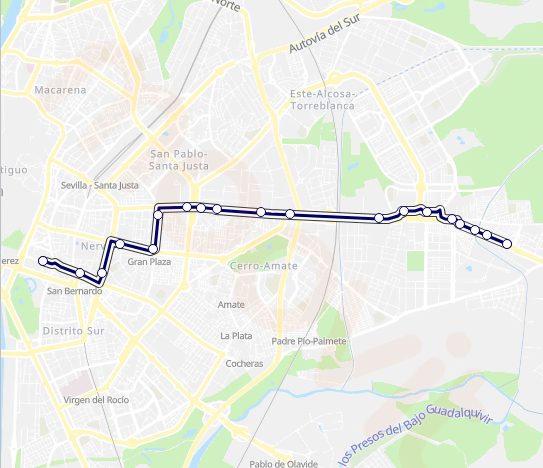 Norte
Autovía del Sur
Macarena
Este-Alcosa-
Torreblanca
San Pablo-
Santa Justa
Sevilla - Santa Justa
Nerv
Gran Plaza
erez
Cerro-Amate
San Bernardo
Amate
Distrito Sur
La Plata
Padre Pío-Palmete
Cocheras
Virgen del Rocío
los Presos del Bajo Guadalquivir
Pablo de Olavide